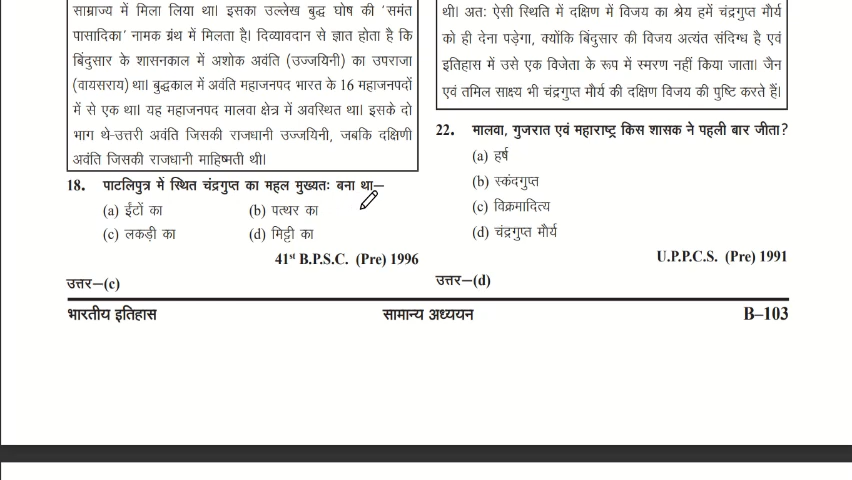 साम्राज्य में मिला लिया था। इसका उल्लेख बुद्ध घोष की 'समंत
पासादिका' नामक ग्रंथ में मिलता है। दिव्यावदान से ज्ञात होता है कि
बिंदुसार के शासनकाल में अशोक अवंति (उज्जयिनी) का उपराजा
(वायसराय) था। बुद्धकाल में अवंति महाजनपद भारत के 16 महाजनपदों
में से एक था। यह महाजनपद मालवा क्षेत्र में अवस्थित था। इसके दो
भाग थे-उत्तरी अवंति जिसकी राजधानी उज्जयिनी, जबकि दक्षिणी
अवंति जिसकी राजधानी माहिष्मती थी।
18. पाटलिपुत्र में स्थित चंद्रगुप्त का महल मुख्यतः बना था–
(a) ईंटों का (b) पत्थर का
(c) लकड़ी का (d) मिट्टी का
41st B.P.S.C. (Pre) 1996
उत्तर–(c)
थी। अतः ऐसी स्थिति में दक्षिण में विजय का श्रेय हमें चंद्रगुप्त मौर्य
को ही देना पड़ेगा, क्योंकि बिंदुसार की विजय अत्यंत संदिग्ध है एवं
इतिहास में उसे एक विजेता के रूप में स्मरण नहीं किया जाता। जैन
एवं तमिल साक्ष्य भी चंद्रगुप्त मौर्य की दक्षिण विजय की पुष्टि करते हैं।
22. मालवा, गुजरात एवं महाराष्ट्र किस शासक ने पहली बार जीता?
(a) हर्ष
(b) स्कंदगुप्त
(c) विक्रमादित्य
(d) चंद्रगुप्त मौर्य
U.P.P.C.S. (Pre) 1991
उत्तर–(d)
भारतीय इतिहास सामान्य अध्ययन B–103